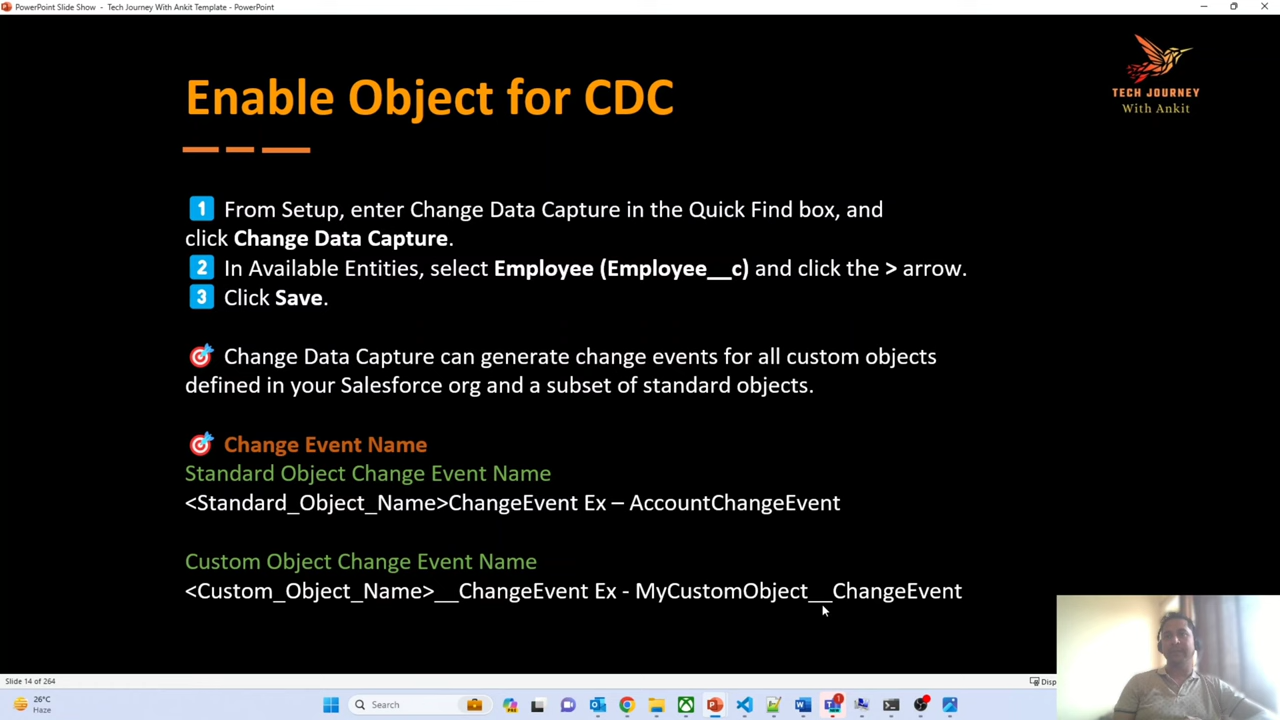 PowerPoint Slide Show - Tech Journey With Ankit Template - PowerPoint
TECH JOURNEY
With Ankit
Enable Object for CDC
1 From Setup, enter Change Data Capture in the Quick Find box, and
click Change Data Capture.
2 In Available Entities, select Employee (Employee__c) and click the > arrow.
3 Click Save.
Change Data Capture can generate change events for all custom objects
defined in your Salesforce org and a subset of standard objects.
Change Event Name
Standard Object Change Event Name
<Standard_Object_Name>ChangeEvent Ex – AccountChangeEvent
Custom Object Change Event Name
<Custom_Object_Name>__ChangeEvent Ex - MyCustomObject__ChangeEvent
Slide 14 of 264
Disp
26°C
Haze
Search
1